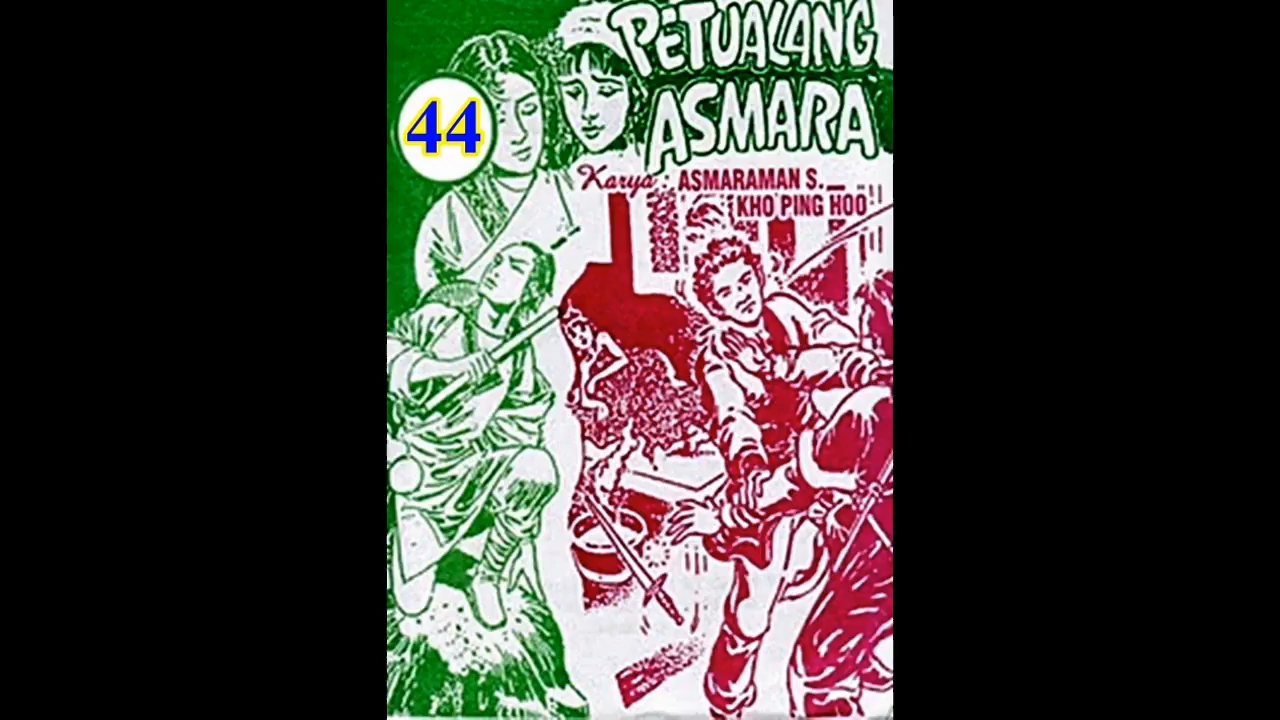 PETUALANG
ASMARA
44
Karya : ASMARAMAN S.
KHO PING HOO